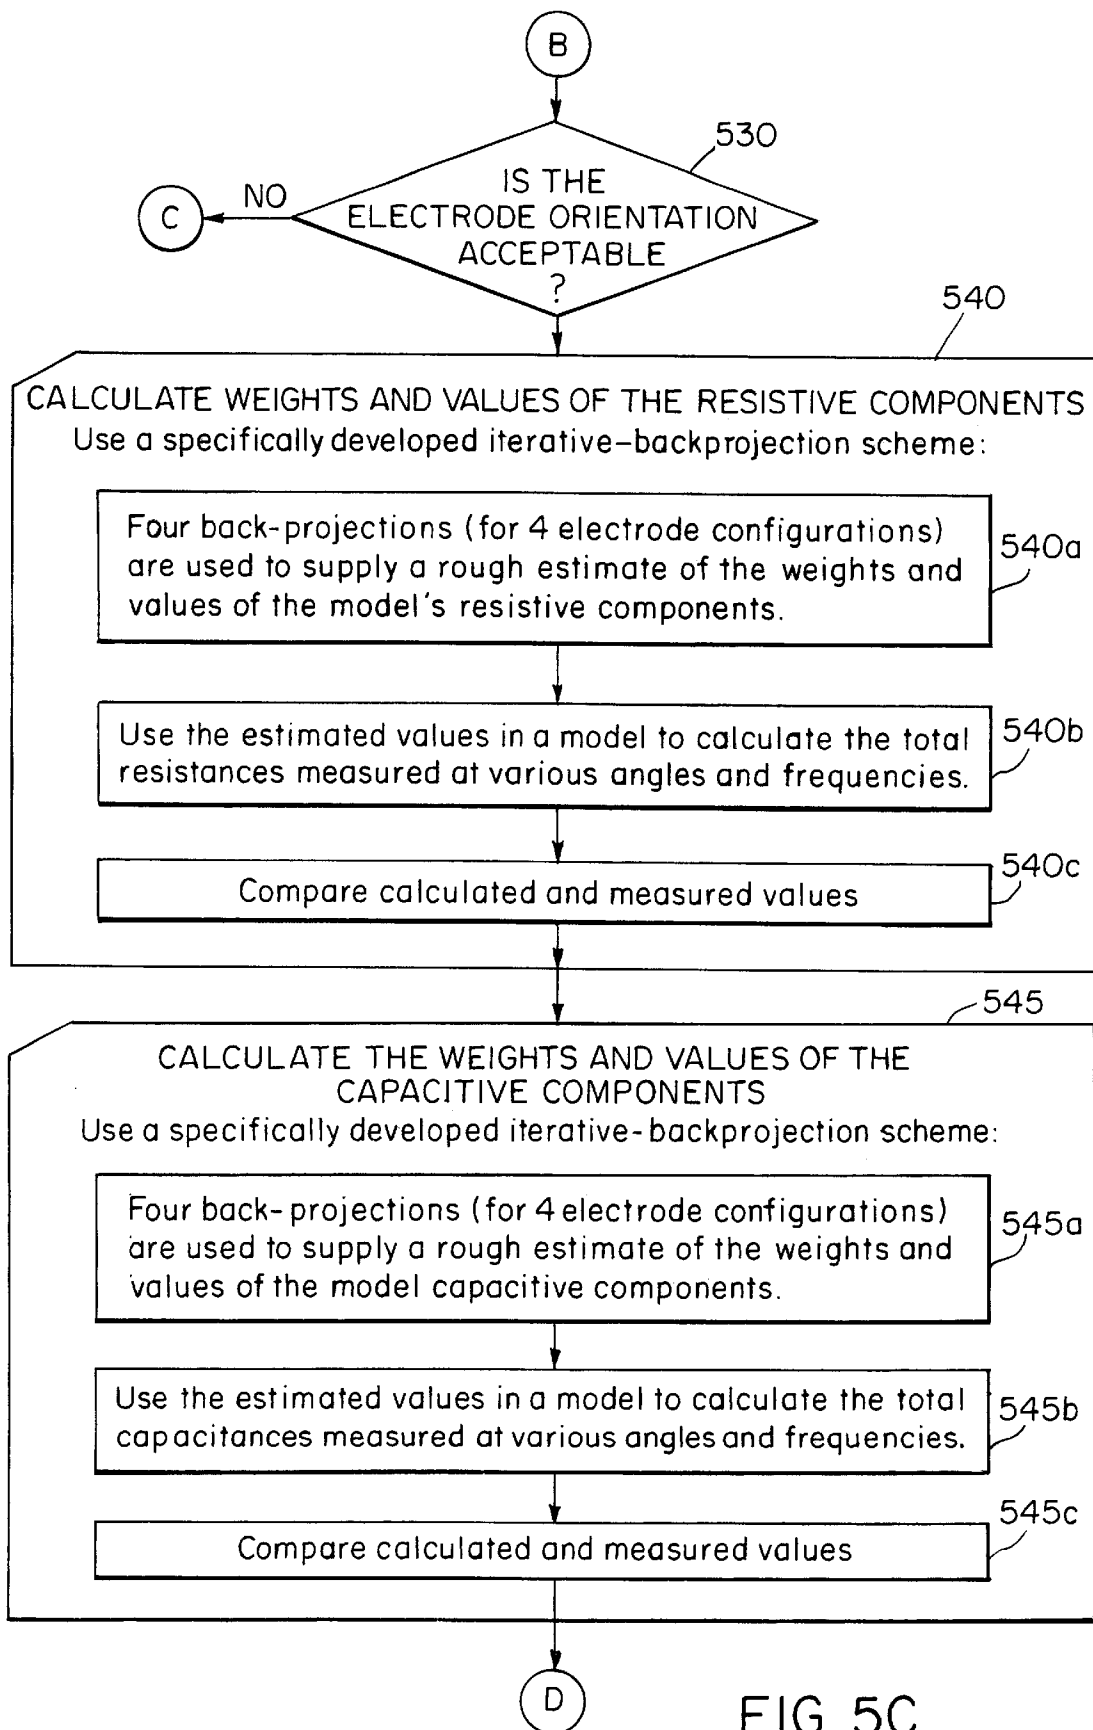 B
530
IS THE
ELECTRODE ORIENTATION
ACCEPTABLE
?
NO
C
540
CALCULATE WEIGHTS AND VALUES OF THE RESISTIVE COMPONENTS
Use a specifically developed iterative-backprojection scheme:
Four back-projections (for 4 electrode configurations)
are used to supply a rough estimate of the weights and
values of the model's resistive components.
540a
Use the estimated values in a model to calculate the total
resistances measured at various angles and frequencies.
540b
Compare calculated and measured values
540c
545
CALCULATE THE WEIGHTS AND VALUES OF THE
CAPACITIVE COMPONENTS
Use a specifically developed iterative-backprojection scheme:
Four back-projections (for 4 electrode configurations)
are used to supply a rough estimate of the weights and
values of the model capacitive components.
545a
Use the estimated values in a model to calculate the total
capacitances measured at various angles and frequencies.
545b
Compare calculated and measured values
545c
D
FIG. 5C